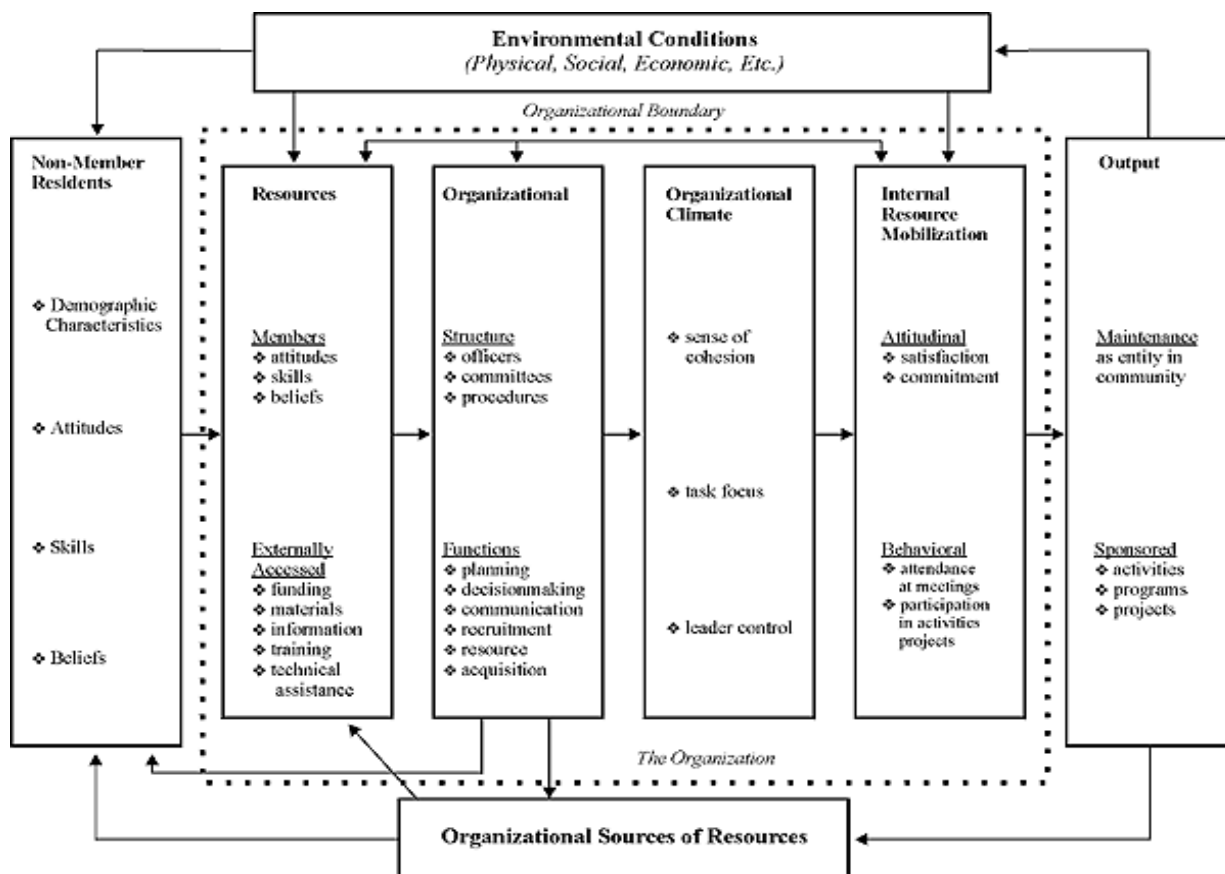 Environmental Conditions
(Physical, Social, Economic, Etc.)
Organizational Boundary
Non-Member
Residents
❖ Demographic
Characteristics
❖ Attitudes
❖ Skills
❖ Beliefs
Resources
Members
❖ attitudes
❖ skills
❖ beliefs
Externally
Accessed
❖ funding
❖ materials
❖ information
❖ training
❖ technical
assistance
Organizational
Structure
❖ officers
❖ committees
❖ procedures
Functions
❖ planning
❖ decisionmaking
❖ communication
❖ recruitment
❖ resource
❖ acquisition
Organizational
Climate
❖ sense of
cohesion
❖ task focus
❖ leader control
Internal
Resource
Mobilization
Attitudinal
❖ satisfaction
❖ commitment
Behavioral
❖ attendance
at meetings
❖ participation
in activities
projects
Output
Maintenance
as entity in
community
Sponsored
❖ activities
❖ programs
❖ projects
The Organization
Organizational Sources of Resources